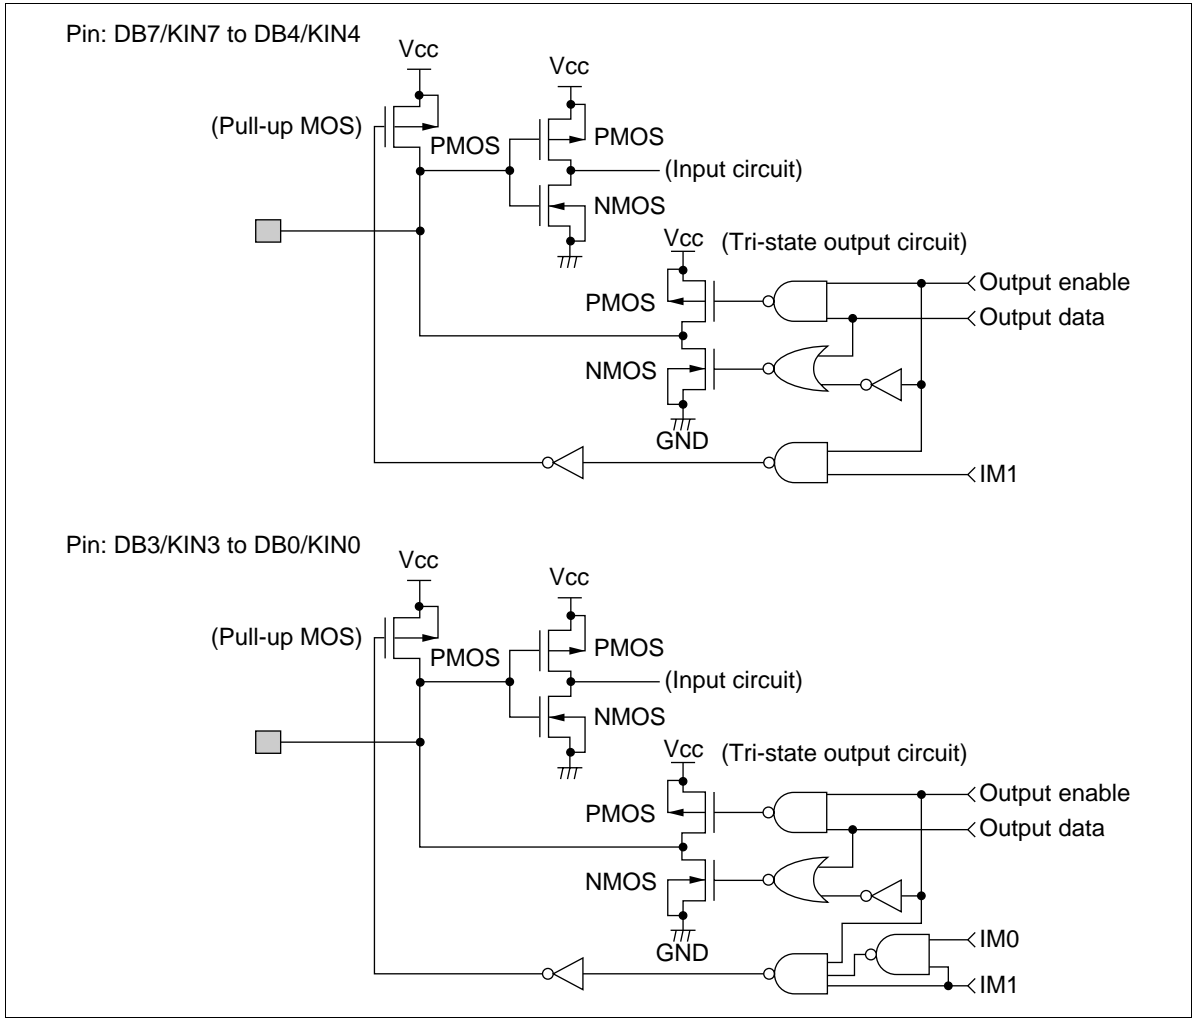 Pin: DB7/KIN7 to DB4/KIN4
Vcc
Vcc
(Pull-up MOS)
PMOS
PMOS
(Input circuit)
NMOS
Vcc
(Tri-state output circuit)
Output enable
PMOS
Output data
NMOS
GND
IM1
Pin: DB3/KIN3 to DB0/KIN0
Vcc
Vcc
(Pull-up MOS)
PMOS
PMOS
(Input circuit)
NMOS
Vcc
(Tri-state output circuit)
Output enable
PMOS
Output data
NMOS
IM0
GND
IM1